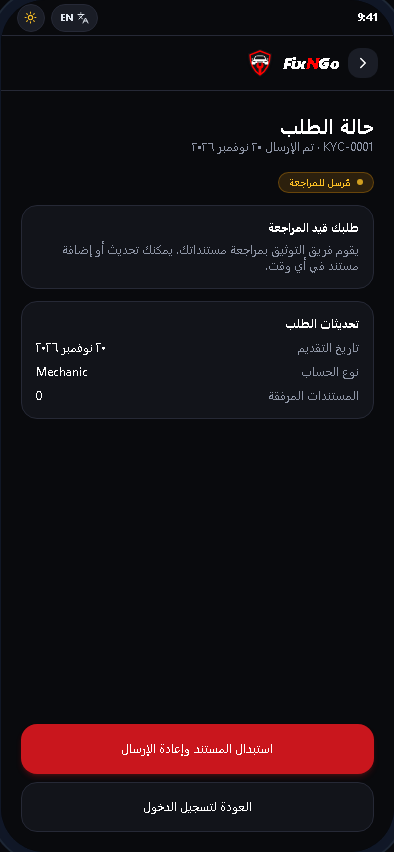 9:41
EN
FixNGo
حالة الطلب
KYC-0001 · تم الإرسال ٢٠ نوفمبر ٢٠٢٦
مُرسل للمراجعة
طلبك قيد المراجعة
يقوم فريق التوثيق بمراجعة مستنداتك. يمكنك تحديث أو إضافة
مستند في أي وقت.
تحديثات الطلب
تاريخ التقديم ٢٠ نوفمبر ٢٠٢٦
نوع الحساب Mechanic
المستندات المرفقة 0
استبدال المستند وإعادة الإرسال
العودة لتسجيل الدخول